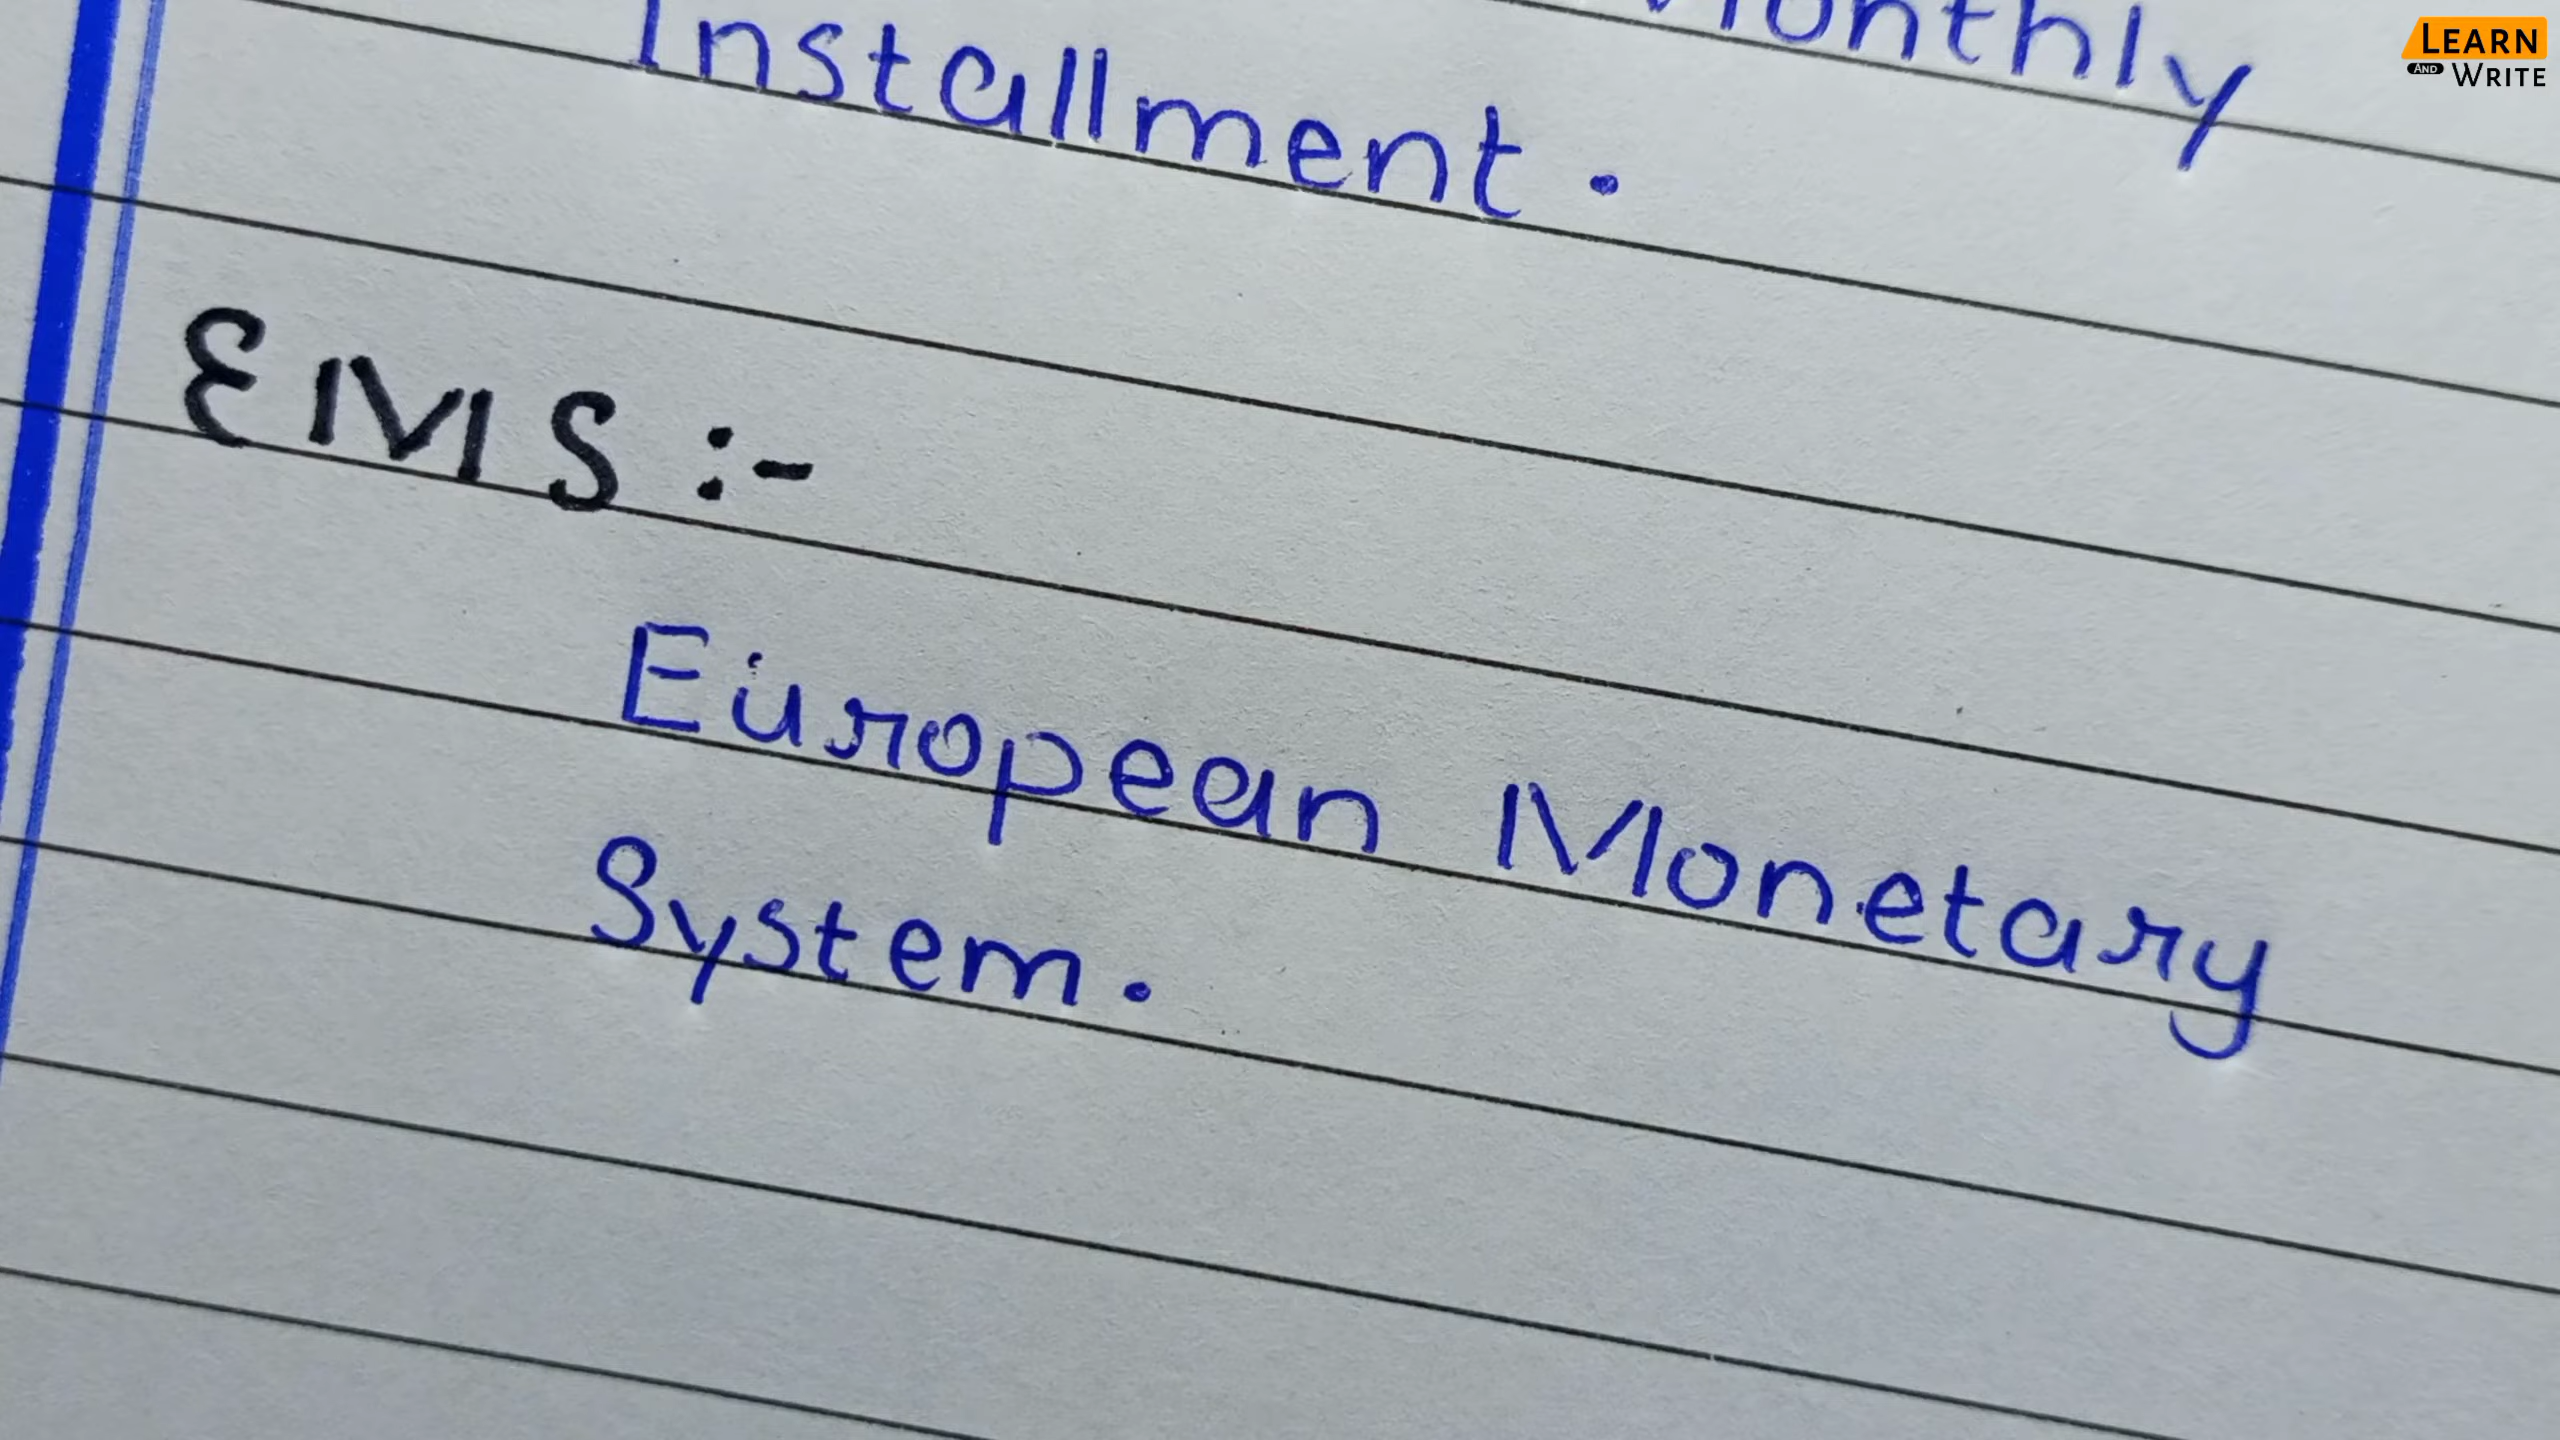 Monthly
Installment.
EMS :-
European Monetary
System.
LEARN
AND WRITE